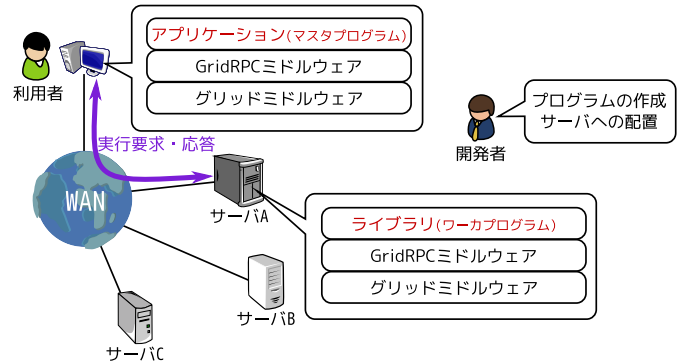 アプリケーション(マスタプログラム)
GridRPCミドルウェア
グリッドミドルウェア
利用者
プログラムの作成
サーバへの配置
開発者
実行要求・応答
WAN
サーバA
ライブラリ(ワーカプログラム)
GridRPCミドルウェア
グリッドミドルウェア
サーバB
サーバC